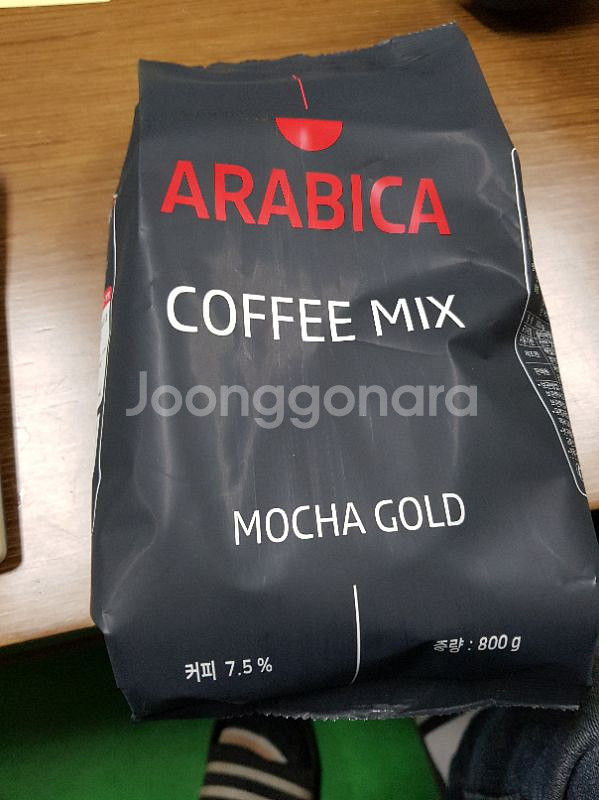 ARABICA
COFFEE MIX
Joonggonara
MOCHA GOLD
커피 7.5 %
중량 : 800 g